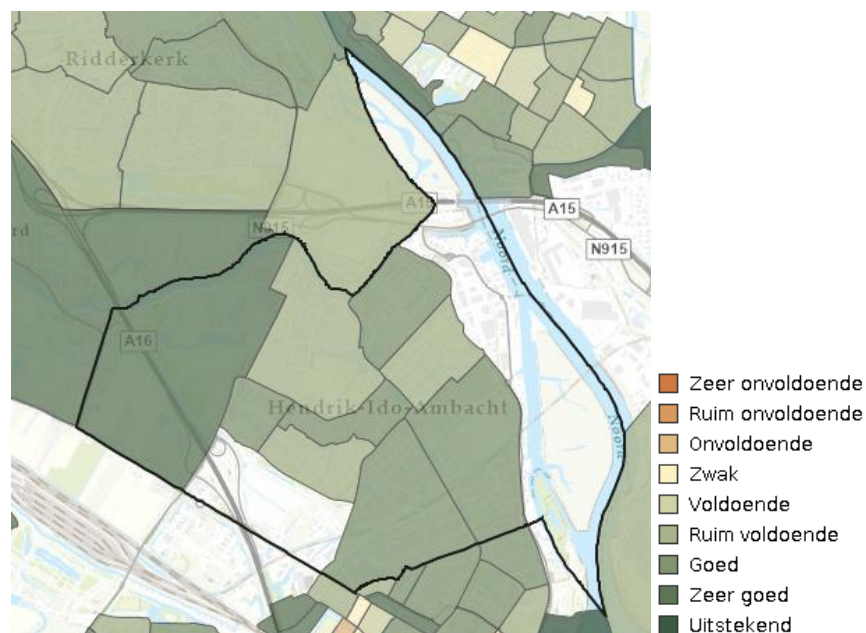 Ridderkerk
A15
N915
A15
N915
Noord
rd
A16
Hendrik-Ido-Ambacht
Noord
Zeer onvoldoende
Ruim onvoldoende
Onvoldoende
Zwak
Voldoende
Ruim voldoende
Goed
Zeer goed
Uitstekend